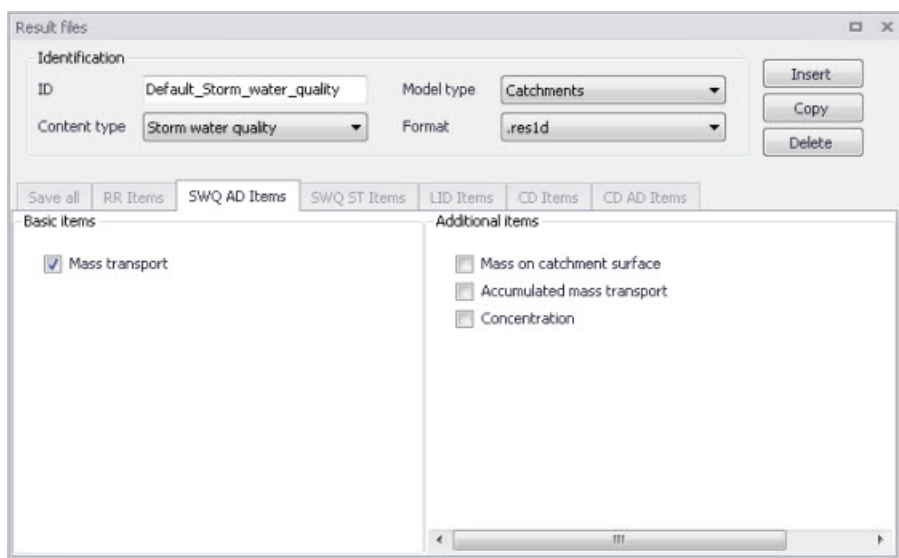 Result files
Identification
ID Default_Storm_water_quality Model type Catchments Insert
Content type Storm water quality Format .res1d Copy
Delete
Save all RR Items SWQ AD Items SWQ ST Items LID Items CD Items CD AD Items
Basic items Additional items
Mass transport Mass on catchment surface
Accumulated mass transport
Concentration